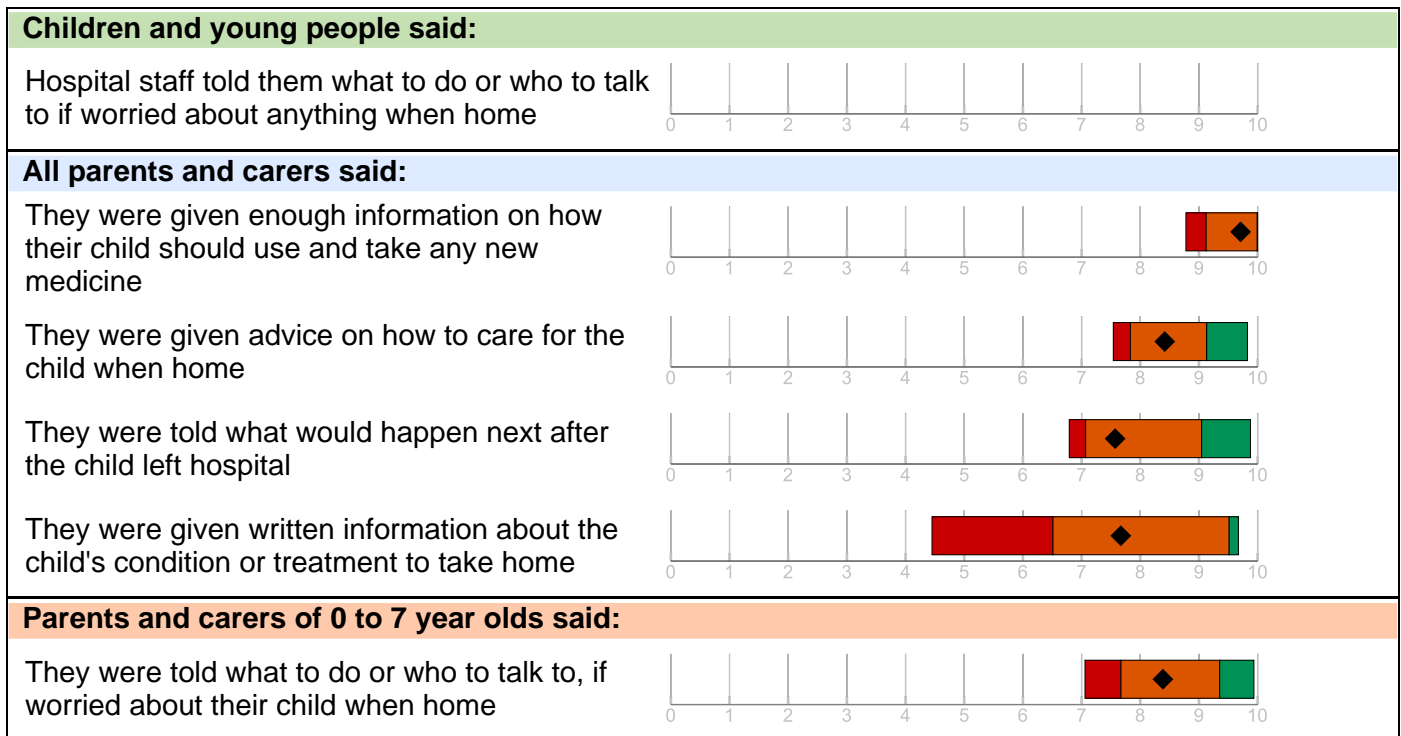 Children and young people said:
Hospital staff told them what to do or who to talk
to if worried about anything when home
0 1 2 3 4 5 6 7 8 9 10
All parents and carers said:
They were given enough information on how
their child should use and take any new
medicine
0 1 2 3 4 5 6 7 8 9 10
They were given advice on how to care for the
child when home
0 1 2 3 4 5 6 7 8 9 10
They were told what would happen next after
the child left hospital
0 1 2 3 4 5 6 7 8 9 10
They were given written information about the
child's condition or treatment to take home
0 1 2 3 4 5 6 7 8 9 10
Parents and carers of 0 to 7 year olds said:
They were told what to do or who to talk to, if
worried about their child when home
0 1 2 3 4 5 6 7 8 9 10